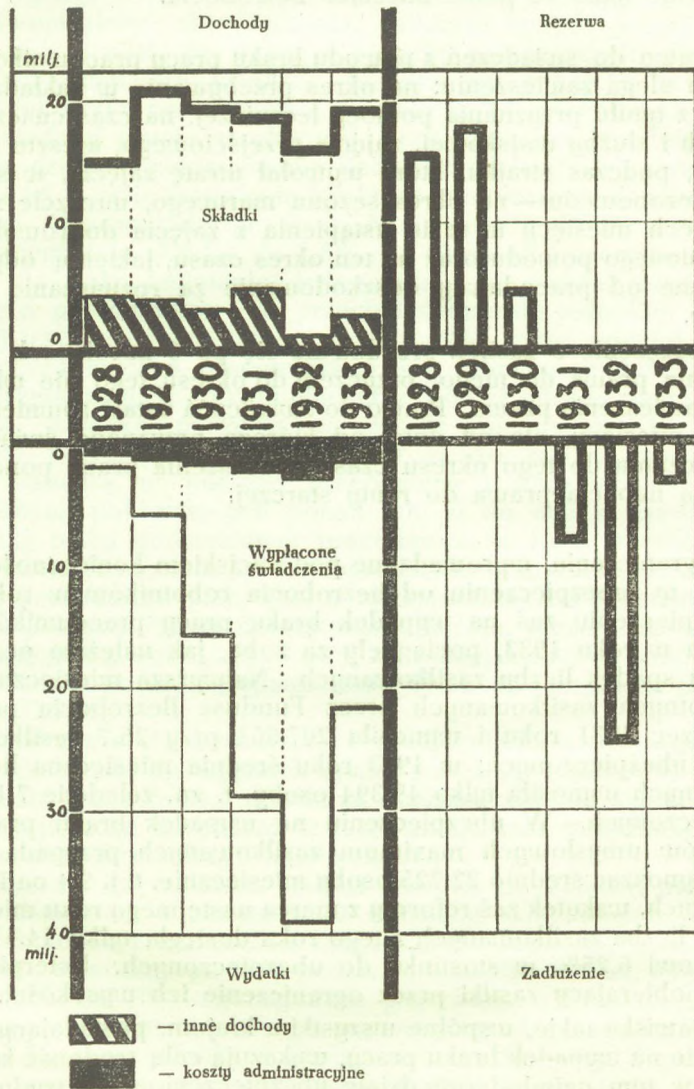 Dochody Rezerwa
milj.
20
10
0
Składki
1928 1929 1930 1931 1932 1933 1928 1929 1930 1931 1932 1933
0
10
20
30
40
milj.
Wypłacone
świadczenia
Wydatki Zadłużenie
— inne dochody
— koszty administracyjne